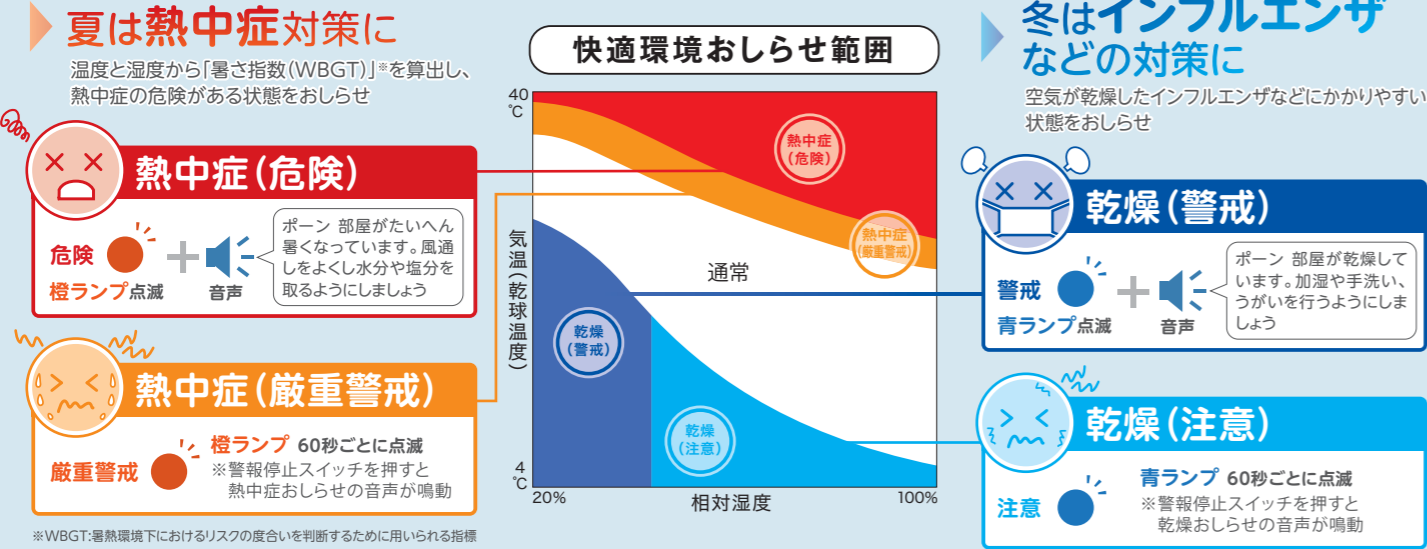 夏は熱中症対策に
温度と湿度から「暑さ指数(WBGT)」※を算出し、
熱中症の危険がある状態をおしらせ
熱中症(危険)
危険
橙ランプ点滅
+
音声
ポーン 部屋がたいへん
暑くなっています。風通
しをよくし水分や塩分を
取るようにしましょう
熱中症(厳重警戒)
厳重警戒
橙ランプ 60秒ごとに点滅
※警報停止スイッチを押すと
熱中症おしらせの音声が鳴動
※WBGT:暑熱環境下におけるリスクの度合いを判断するために用いられる指標
快適環境おしらせ範囲
40
℃
気温(乾球温度)
4
℃
20%
相対湿度
100%
熱中症
(危険)
熱中症
(厳重警戒)
通常
乾燥
(警戒)
乾燥
(注意)
冬はインフルエンザ
などの対策に
空気が乾燥したインフルエンザなどにかかりやすい
状態をおしらせ
乾燥(警戒)
警戒
青ランプ点滅
+
音声
ポーン 部屋が乾燥して
います。加湿や手洗い、
うがいを行うようにしま
しょう
乾燥(注意)
注意
青ランプ 60秒ごとに点滅
※警報停止スイッチを押すと
乾燥おしらせの音声が鳴動